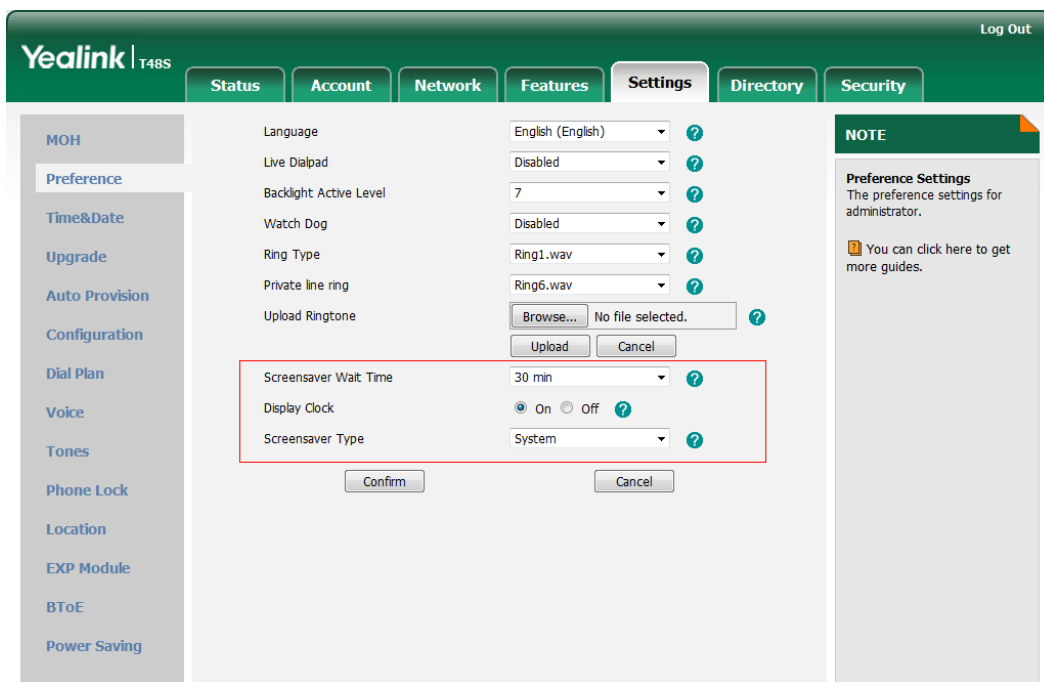 Log Out
Yealink T48S
Status Account Network Features Settings Directory Security
MOH
Preference
Time&Date
Upgrade
Auto Provision
Configuration
Dial Plan
Voice
Tones
Phone Lock
Location
EXP Module
BToE
Power Saving
Language English (English) ?
Live Dialpad Disabled ?
Backlight Active Level 7 ?
Watch Dog Disabled ?
Ring Type Ring1.wav ?
Private line ring Ring6.wav ?
Upload Ringtone Browse... No file selected. ?
Upload Cancel
Screensaver Wait Time 30 min ?
Display Clock On Off ?
Screensaver Type System ?
Confirm Cancel
NOTE
Preference Settings
The preference settings for
administrator.
? You can click here to get
more guides.